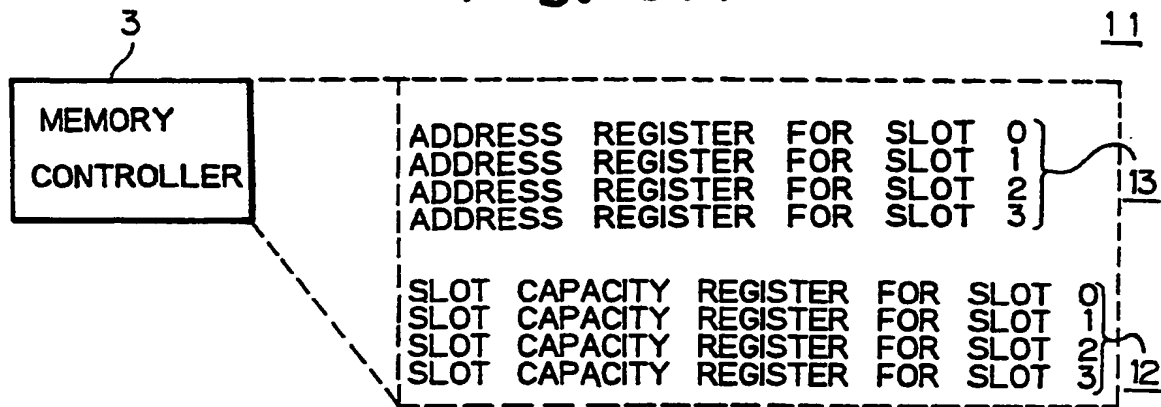 3
11
MEMORY
CONTROLLER
ADDRESS REGISTER FOR SLOT 0
ADDRESS REGISTER FOR SLOT 1
ADDRESS REGISTER FOR SLOT 2
ADDRESS REGISTER FOR SLOT 3
13
SLOT CAPACITY REGISTER FOR SLOT 0
SLOT CAPACITY REGISTER FOR SLOT 1
SLOT CAPACITY REGISTER FOR SLOT 2
SLOT CAPACITY REGISTER FOR SLOT 3
12